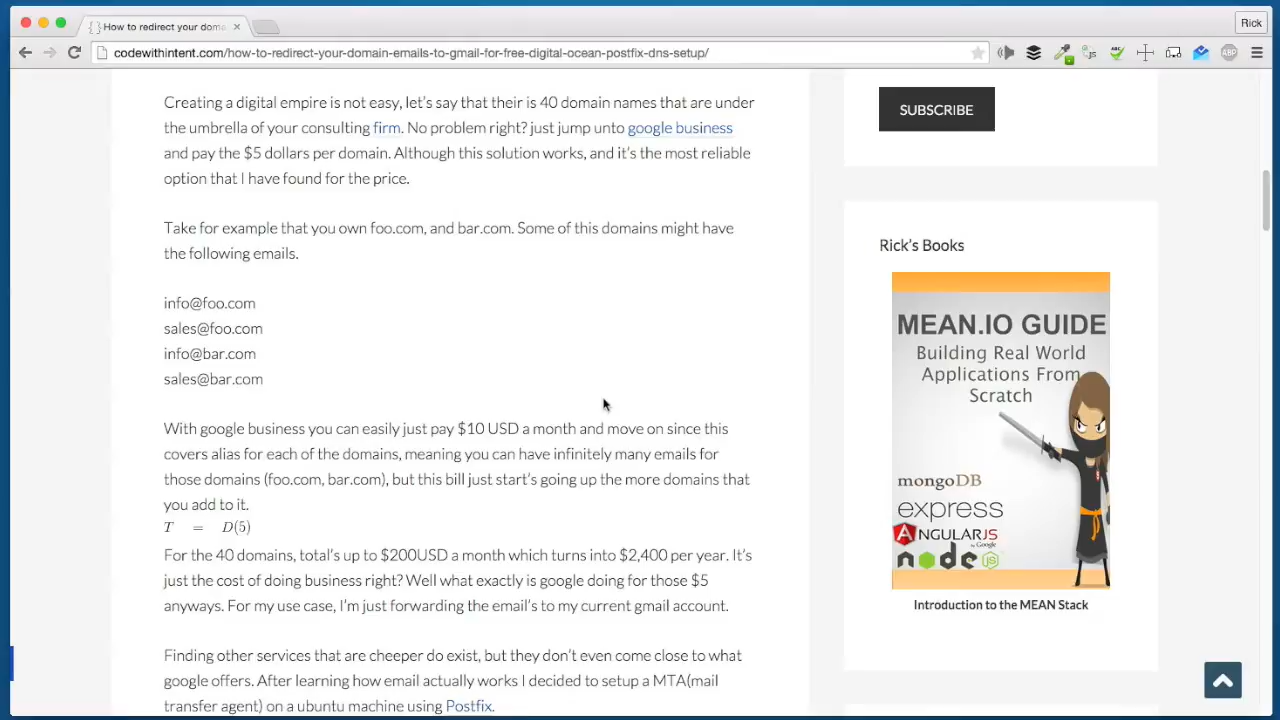 How to redirect your doma
Rick
codewithintent.com/how-to-redirect-your-domain-emails-to-gmail-for-free-digital-ocean-postfix-dns-setup/
JS
ABP
Creating a digital empire is not easy, let's say that their is 40 domain names that are under
the umbrella of your consulting firm. No problem right? just jump unto google business
and pay the $5 dollars per domain. Although this solution works, and it's the most reliable
option that I have found for the price.
Take for example that you own foo.com, and bar.com. Some of this domains might have
the following emails.
info@foo.com
sales@foo.com
info@bar.com
sales@bar.com
With google business you can easily just pay $10 USD a month and move on since this
covers alias for each of the domains, meaning you can have infinitely many emails for
those domains (foo.com, bar.com), but this bill just start's going up the more domains that
you add to it.
T = D(5)
For the 40 domains, total's up to $200USD a month which turns into $2,400 per year. It's
just the cost of doing business right? Well what exactly is google doing for those $5
anyways. For my use case, I'm just forwarding the email's to my current gmail account.
Finding other services that are cheeper do exist, but they don't even come close to what
google offers. After learning how email actually works I decided to setup a MTA(mail
transfer agent) on a ubuntu machine using Postfix.
SUBSCRIBE
Rick's Books
MEAN.IO GUIDE
Building Real World
Applications From
Scratch
mongoDB
express
ANGULARJS
by Google
node JS
Introduction to the MEAN Stack